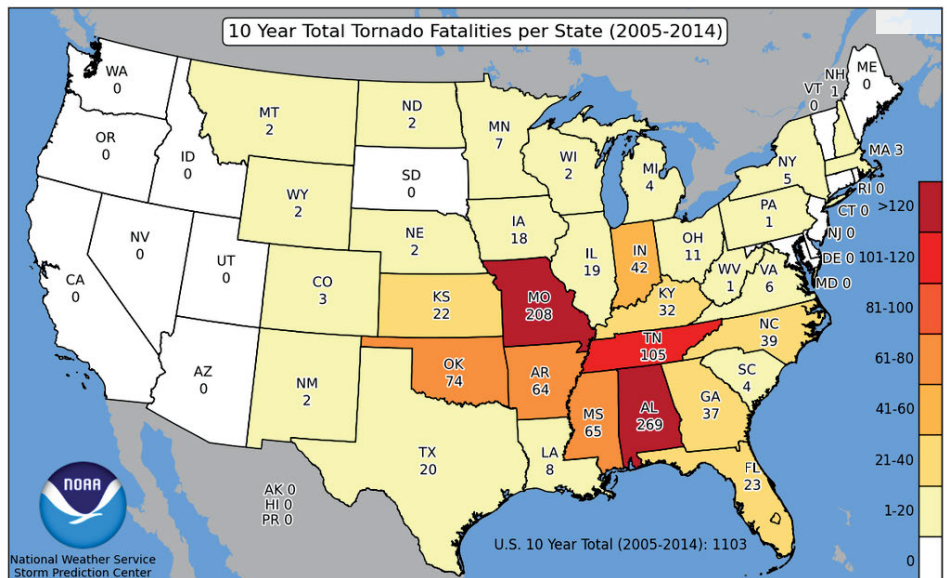 10 Year Total Tornado Fatalities per State (2005-2014)
WA
0
OR
0
CA
0
ID
0
NV
0
UT
0
AZ
0
MT
2
WY
2
CO
3
NM
2
ND
2
SD
0
NE
2
KS
22
OK
74
TX
20
MN
7
IA
18
MO
208
AR
64
LA
8
WI
2
IL
19
MS
65
MI
4
IN
42
KY
32
TN
105
AL
269
OH
11
WV
1
VA
6
NC
39
SC
4
GA
37
FL
23
PA
1
NY
5
VT
0
NH
1
ME
0
MA 3
RI 0
CT 0
NJ 0
DE 0
MD 0
AK 0
HI 0
PR 0
>120
101-120
81-100
61-80
41-60
21-40
1-20
0
U.S. 10 Year Total (2005-2014): 1103
NOAA
National Weather Service
Storm Prediction Center